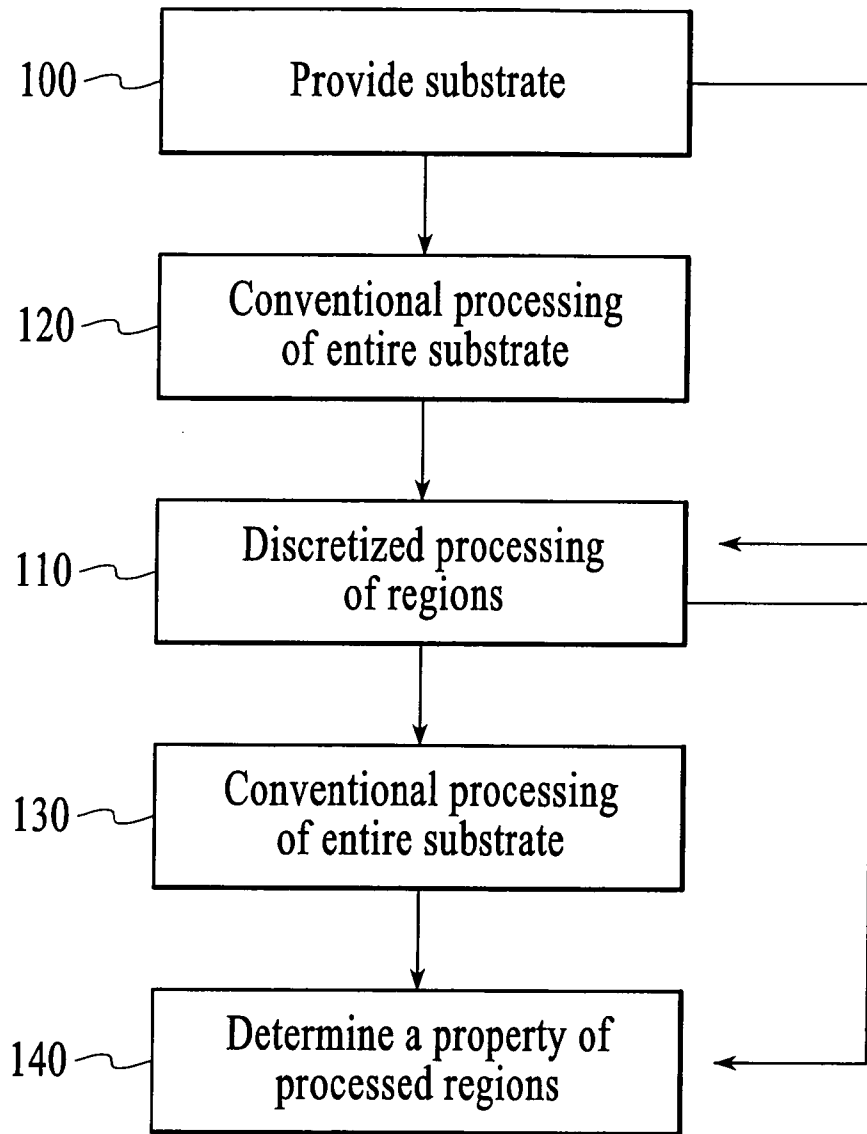 100
Provide substrate
120
Conventional processing
of entire substrate
110
Discretized processing
of regions
130
Conventional processing
of entire substrate
140
Determine a property of
processed regions